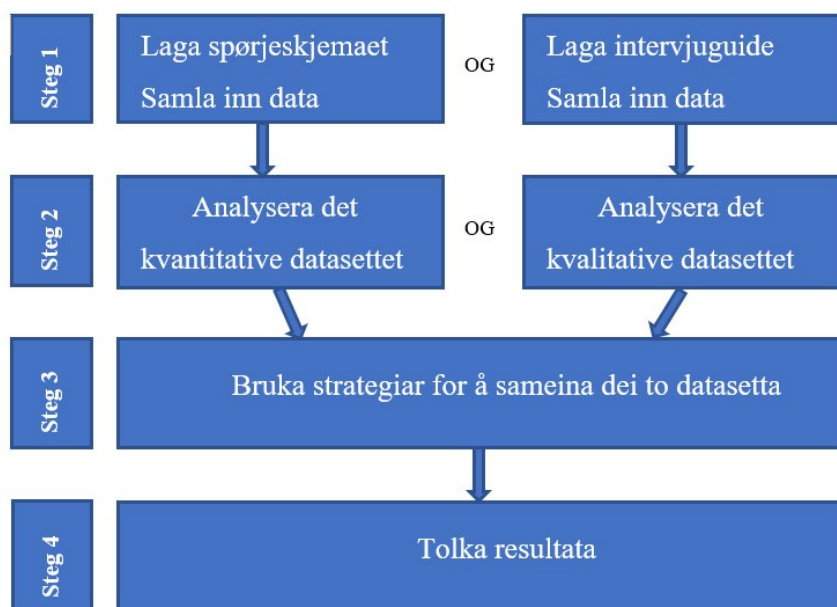 Steg 1
Laga spørjeskjemaet
Samla inn data
OG
Laga intervjuguide
Samla inn data
Steg 2
Analysera det
kvantitative datasettet
OG
Analysera det
kvalitative datasettet
Steg 3
Bruka strategiar for å sameina dei to datasetta
Steg 4
Tolka resultata